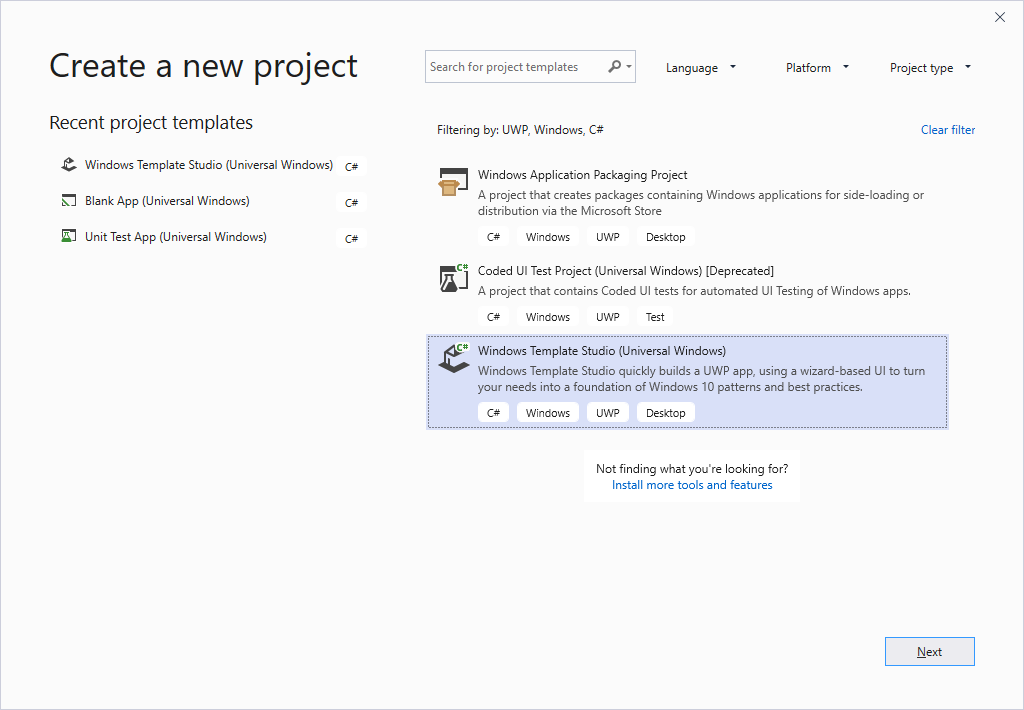 Create a new project
Search for project templates
Language
Platform
Project type
Recent project templates
Windows Template Studio (Universal Windows) C#
Blank App (Universal Windows) C#
Unit Test App (Universal Windows) C#
Filtering by: UWP, Windows, C#
Clear filter
Windows Application Packaging Project
A project that creates packages containing Windows applications for side-loading or
distribution via the Microsoft Store
C# Windows UWP Desktop
C#
Coded UI Test Project (Universal Windows) [Deprecated]
A project that contains Coded UI tests for automated UI Testing of Windows apps.
C# Windows UWP Test
C#
Windows Template Studio (Universal Windows)
Windows Template Studio quickly builds a UWP app, using a wizard-based UI to turn
your needs into a foundation of Windows 10 patterns and best practices.
C# Windows UWP Desktop
Not finding what you're looking for?
Install more tools and features
Next